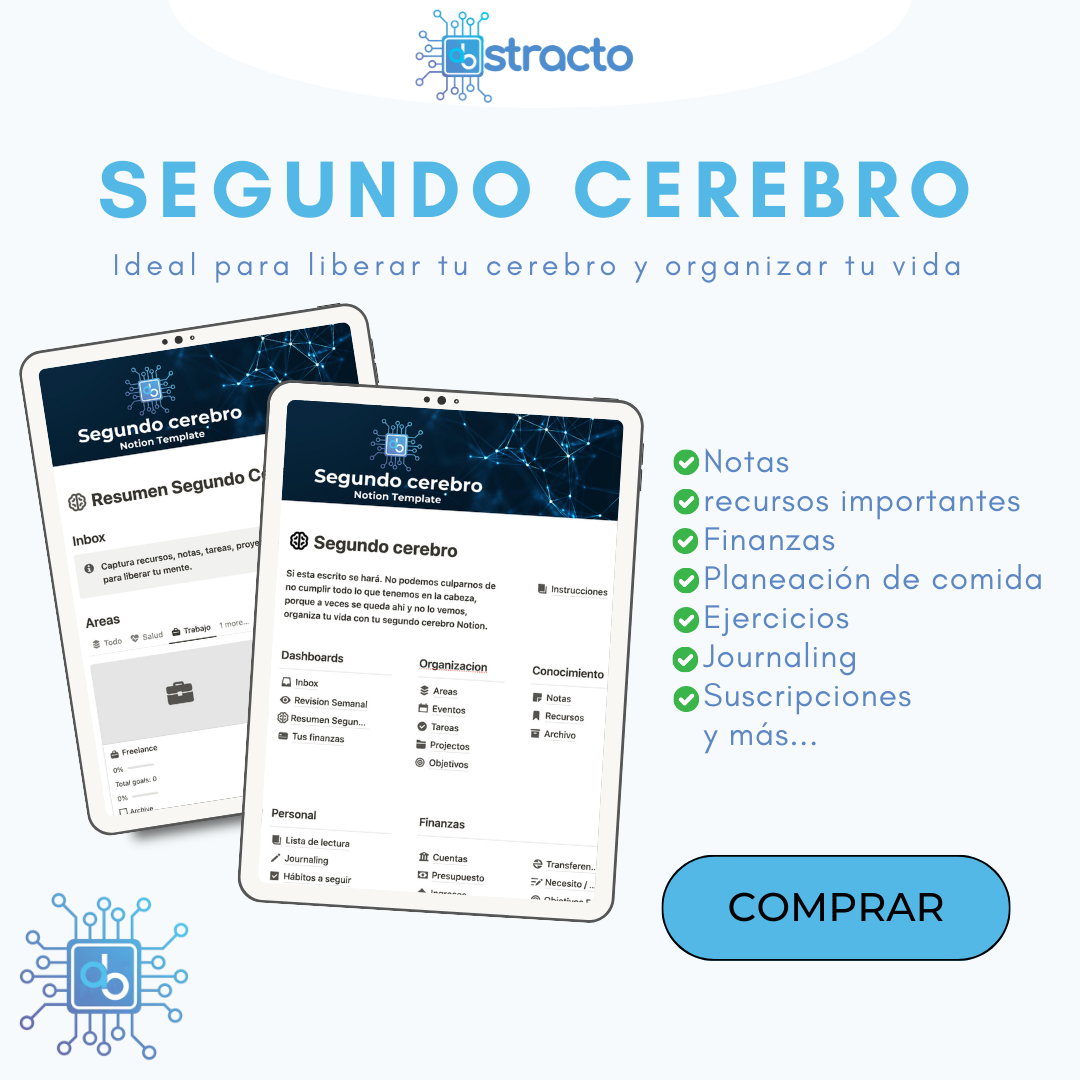 abstracto
SEGUNDO CEREBRO
Ideal para liberar tu cerebro y organizar tu vida
Segundo cerebro
Notion Template
Resumen Segundo
Inbox
Captura recursos, notas, tareas,
para liberar tu mente.
Areas
Todo Salud Trabajo 1 more...
Freelance
0%
Total goals: 0
0%
Archive
Segundo cerebro
Notion Template
Segundo cerebro
Si esta escrito se hará. No podemos culparnos de
no cumplir todo lo que tenemos en la cabeza,
porque a veces se queda ahi y no lo vemos,
organiza tu vida con tu segundo cerebro Notion.
Instrucciones
Dashboards
Inbox
Revision Semanal
Resumen Segun...
Tus finanzas
Organizacion
Areas
Eventos
Tareas
Projectos
Objetivos
Conocimiento
Notas
Recursos
Archivo
Personal
Lista de lectura
Journaling
Hábitos a seguir
Finanzas
Cuentas
Presupuesto
Ingresos
Transferen...
Necesito / ...
Notas
recursos importantes
Finanzas
Planeación de comida
Ejercicios
Journaling
Suscripciones
y más...
COMPRAR
ab